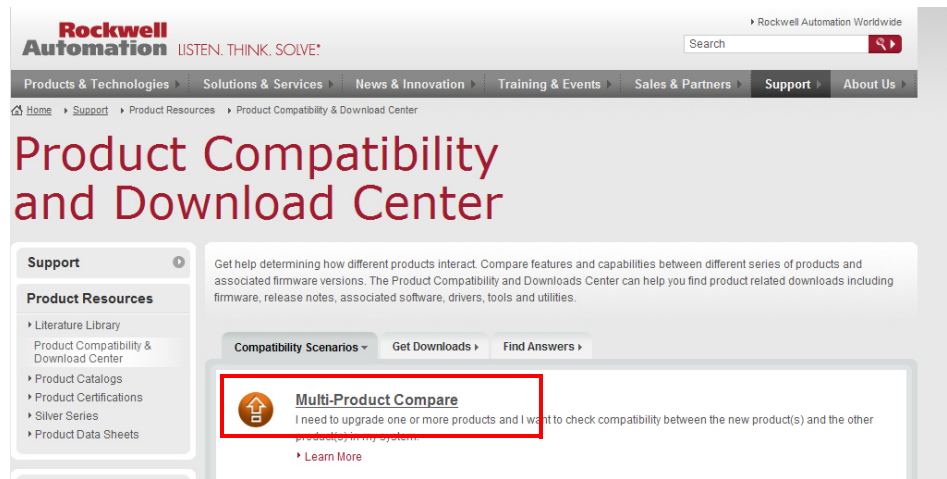 Rockwell Automation Worldwide
Rockwell
Automation LISTEN. THINK. SOLVE.®
Search
Products & Technologies
Solutions & Services
News & Innovation
Training & Events
Sales & Partners
Support
About Us
Home Support Product Resources Product Compatibility & Download Center
Product Compatibility
and Download Center
Support
Product Resources
Literature Library
Product Compatibility &
Download Center
Product Catalogs
Product Certifications
Silver Series
Product Data Sheets
Get help determining how different products interact. Compare features and capabilities between different series of products and
associated firmware versions. The Product Compatibility and Downloads Center can help you find product related downloads including
firmware, release notes, associated software, drivers, tools and utilities.
Compatibility Scenarios
Get Downloads
Find Answers
Multi-Product Compare
I need to upgrade one or more products and I want to check compatibility between the new product(s) and the other
product(s) in my system.
Learn More